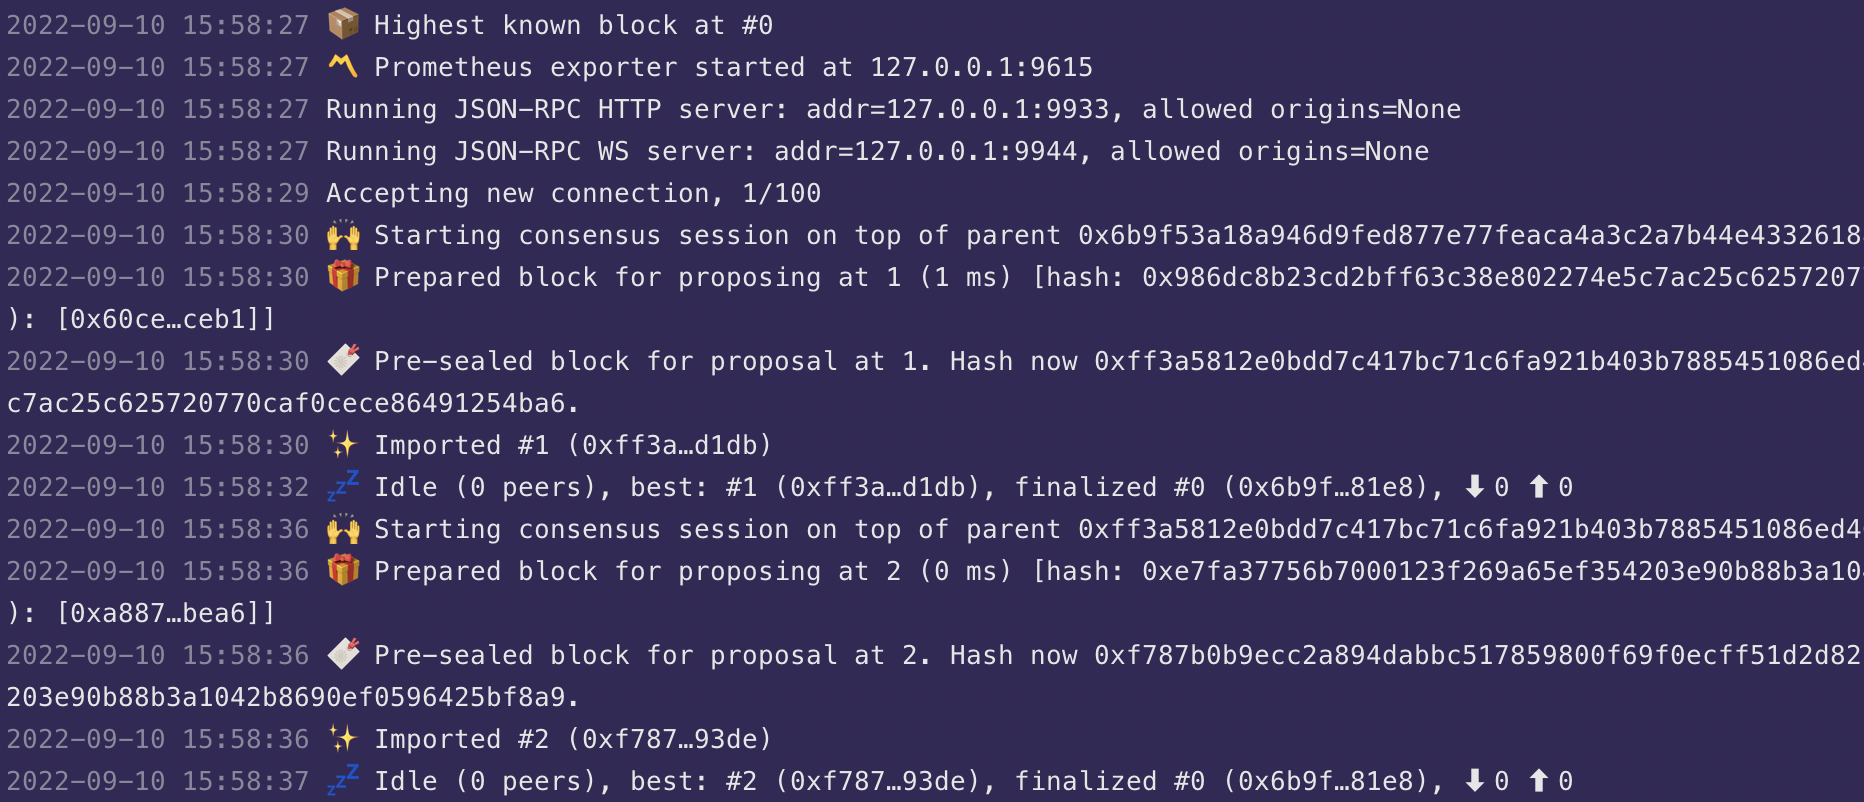 2022-09-10 15:58:27 📦 Highest known block at #0
2022-09-10 15:58:27 〽️ Prometheus exporter started at 127.0.0.1:9615
2022-09-10 15:58:27 Running JSON-RPC HTTP server: addr=127.0.0.1:9933, allowed origins=None
2022-09-10 15:58:27 Running JSON-RPC WS server: addr=127.0.0.1:9944, allowed origins=None
2022-09-10 15:58:29 Accepting new connection, 1/100
2022-09-10 15:58:30 🙌 Starting consensus session on top of parent 0x6b9f53a18a946d9fed877e77feaca4a3c2a7b44e4332618
2022-09-10 15:58:30 🎁 Prepared block for proposing at 1 (1 ms) [hash: 0x986dc8b23cd2bff63c38e802274e5c7ac25c62572077
): [0x60ce…ceb1]]
2022-09-10 15:58:30 🔖 Pre-sealed block for proposal at 1. Hash now 0xff3a5812e0bdd7c417bc71c6fa921b403b7885451086ed
c7ac25c625720770caf0cece86491254ba6.
2022-09-10 15:58:30 ✨ Imported #1 (0xff3a…d1db)
2022-09-10 15:58:32 💤 Idle (0 peers), best: #1 (0xff3a…d1db), finalized #0 (0x6b9f…81e8), ⬇ 0 ⬆ 0
2022-09-10 15:58:36 🙌 Starting consensus session on top of parent 0xff3a5812e0bdd7c417bc71c6fa921b403b7885451086ed4
2022-09-10 15:58:36 🎁 Prepared block for proposing at 2 (0 ms) [hash: 0xe7fa37756b7000123f269a65ef354203e90b88b3a10
): [0xa887…bea6]]
2022-09-10 15:58:36 🔖 Pre-sealed block for proposal at 2. Hash now 0xf787b0b9ecc2a894dabbc517859800f69f0ecff51d2d82
203e90b88b3a1042b8690ef0596425bf8a9.
2022-09-10 15:58:36 ✨ Imported #2 (0xf787…93de)
2022-09-10 15:58:37 💤 Idle (0 peers), best: #2 (0xf787…93de), finalized #0 (0x6b9f…81e8), ⬇ 0 ⬆ 0